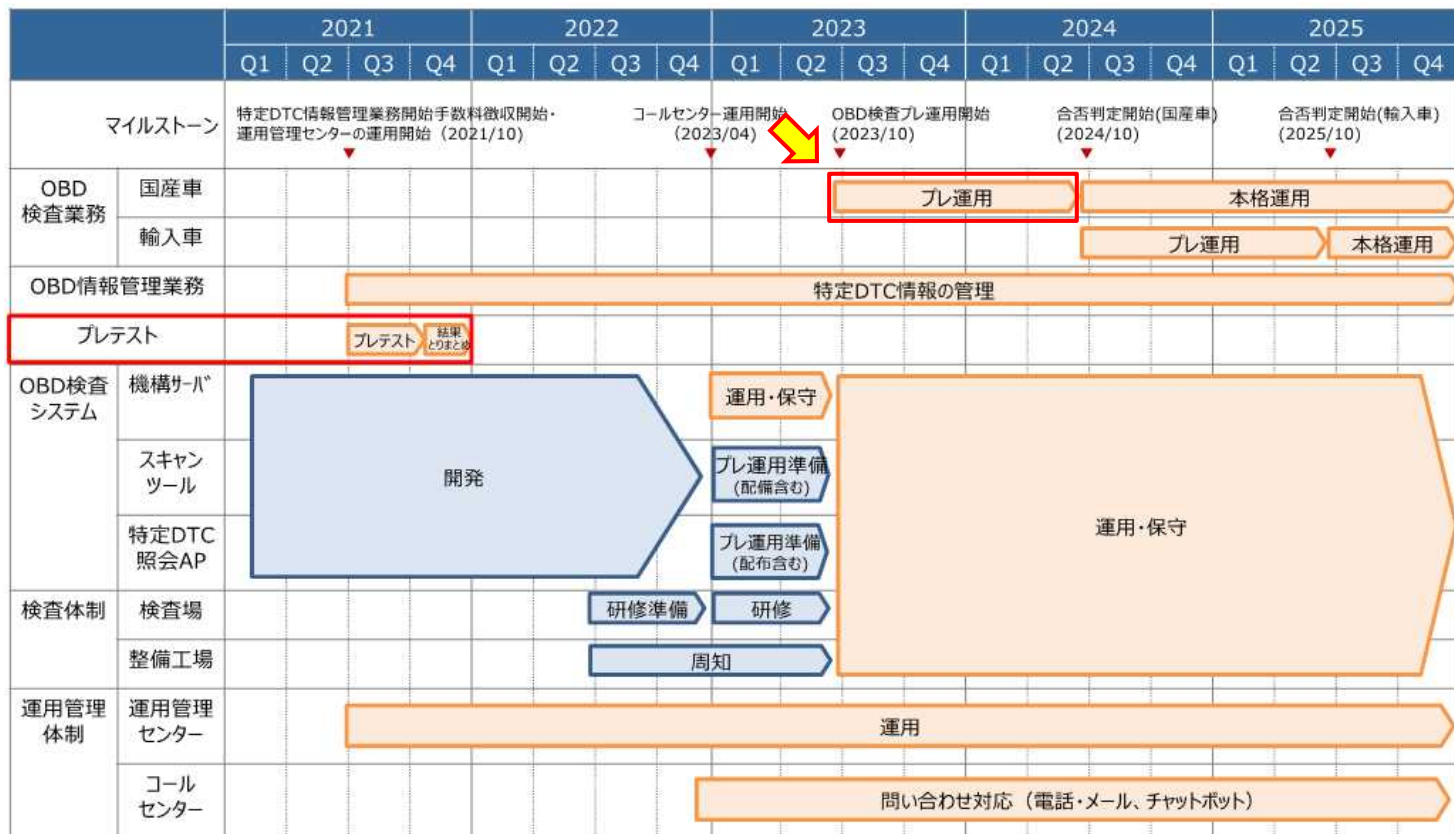 2021 2022 2023 2024 2025
Q1 Q2 Q3 Q4 Q1 Q2 Q3 Q4 Q1 Q2 Q3 Q4 Q1 Q2 Q3 Q4 Q1 Q2 Q3 Q4
マイルストーン
特定DTC情報管理業務開始手数料徴収開始・
運用管理センターの運用開始（2021/10）
コールセンター運用開始
（2023/04）
OBD検査プレ運用開始
(2023/10)
合否判定開始(国産車)
(2024/10)
合否判定開始(輸入車)
(2025/10)
OBD
検査業務
国産車
プレ運用
本格運用
輸入車
プレ運用
本格運用
OBD情報管理業務
特定DTC情報の管理
プレテスト
プレテスト
結果
とりまとめ
OBD検査
システム
機構サーバ
開発
運用・保守
運用・保守
スキャン
ツール
プレ運用準備
(配備含む)
特定DTC
照会AP
プレ運用準備
(配布含む)
検査体制
検査場
研修準備
研修
整備工場
周知
運用管理
体制
運用管理
センター
運用
コール
センター
問い合わせ対応（電話・メール、チャットボット）